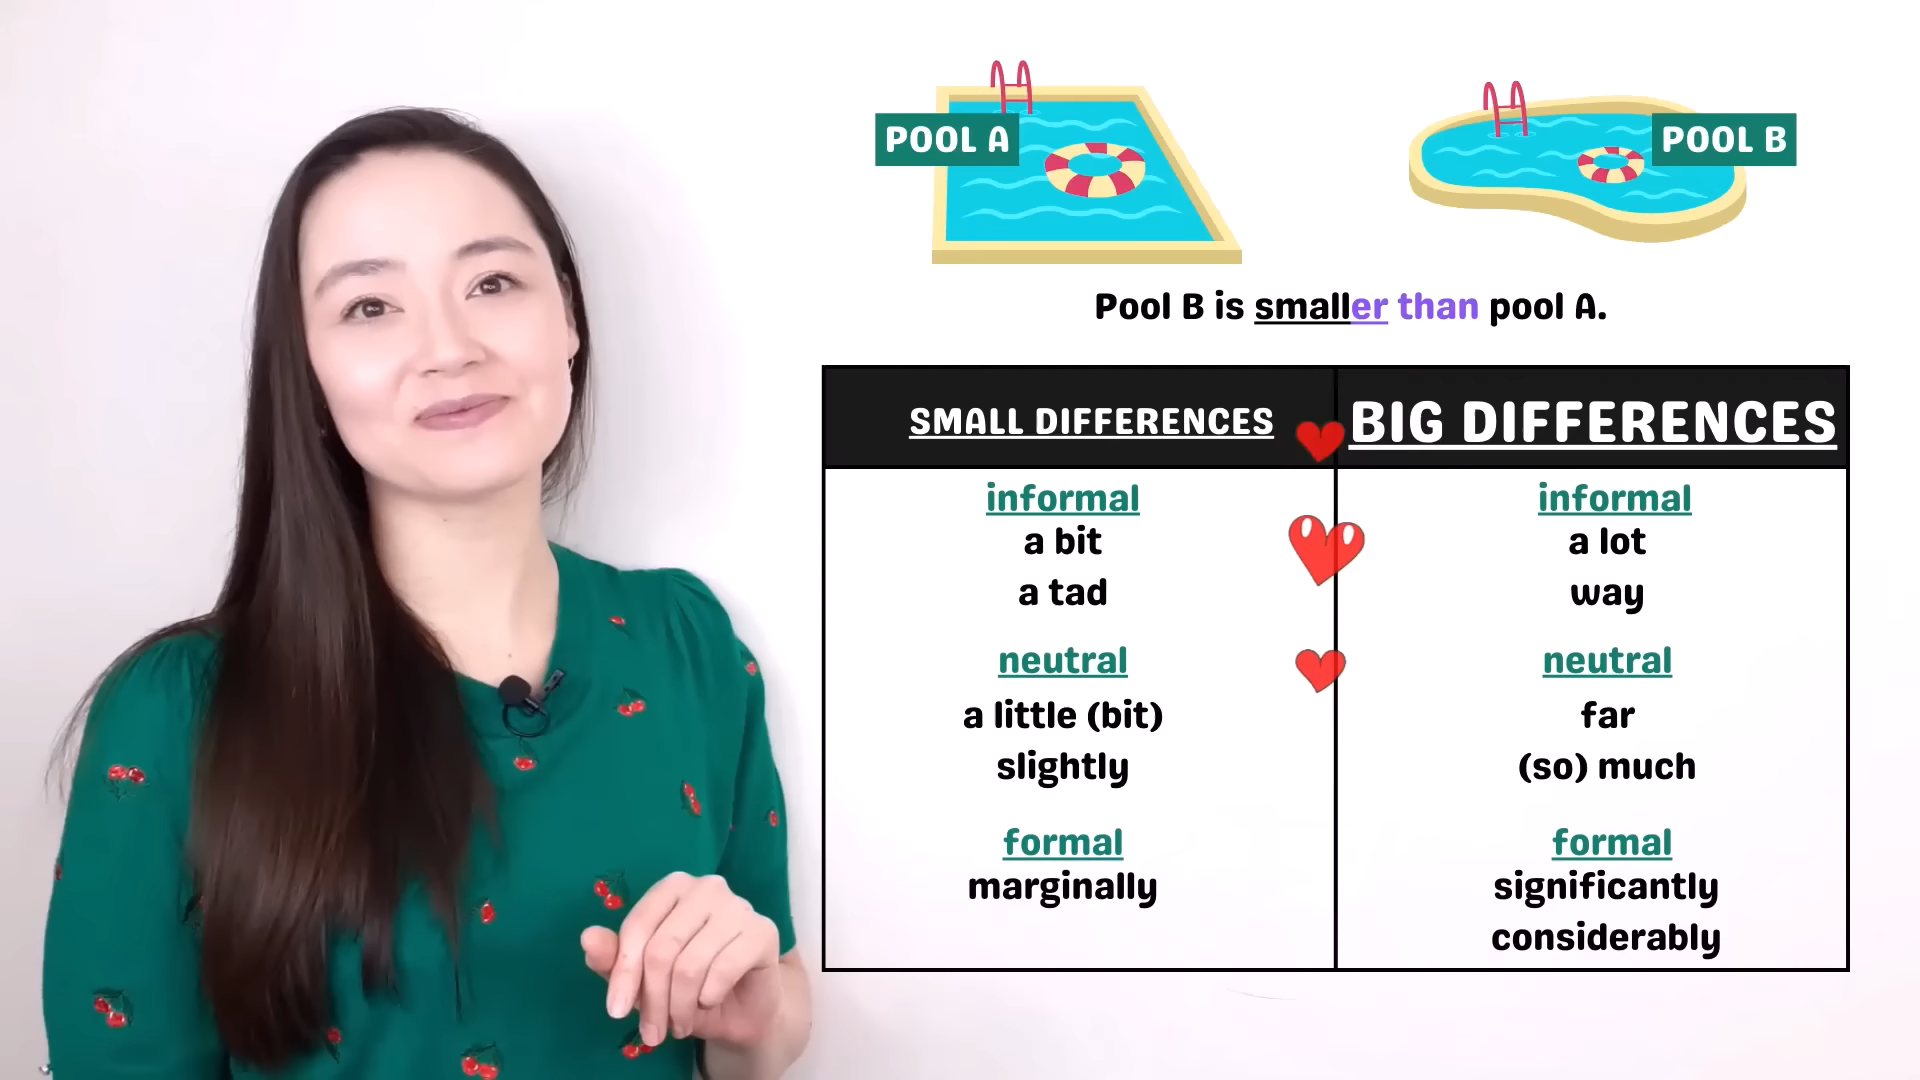 POOL A
POOL B
Pool B is smaller than pool A.
SMALL DIFFERENCES
informal
a bit
a tad
neutral
a little (bit)
slightly
formal
marginally
BIG DIFFERENCES
informal
a lot
way
neutral
far
(so) much
formal
significantly
considerably